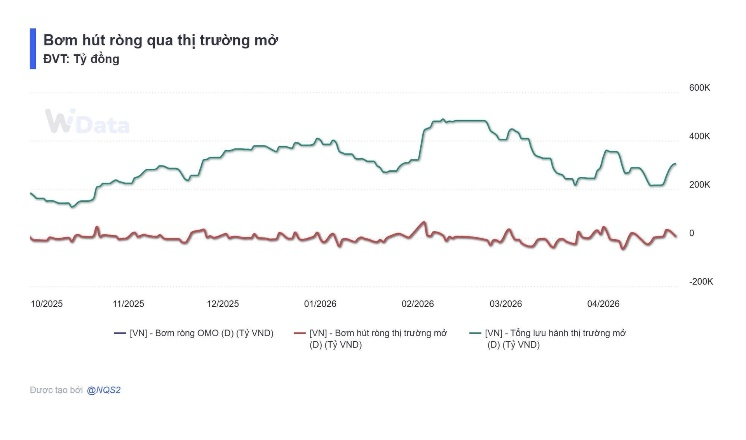 Bơm hút ròng qua thị trường mở
ĐVT: Tỷ đồng
WiData
600K
400K
200K
0
-200K
10/2025 11/2025 12/2025 01/2026 02/2026 03/2026 04/2026
[VN] - Bơm ròng OMO (D) (Tỷ VND)
[VN] - Bơm hút ròng thị trường mở
(D) (Tỷ VND)
[VN] - Tổng lưu hành thị trường mở
(D) (Tỷ VND)
Được tạo bởi @NQS2